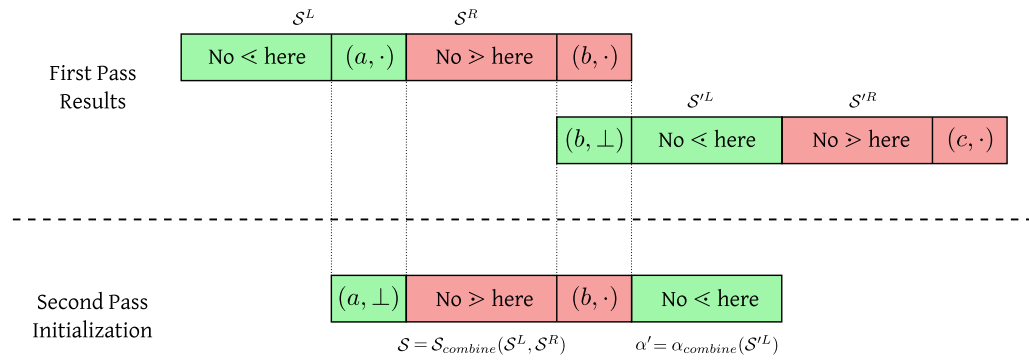 𝒮^L 𝒮^R
First Pass
Results
No ⋖ here (a, ·) No ⋗ here (b, ·)
𝒮′^L 𝒮′^R
(b, ⊥) No ⋖ here No ⋗ here (c, ·)
Second Pass
Initialization
(a, ⊥) No ⋗ here (b, ·) No ⋖ here
𝒮 = 𝒮_combine(𝒮^L, 𝒮^R) α′ = α_combine(𝒮′^L)